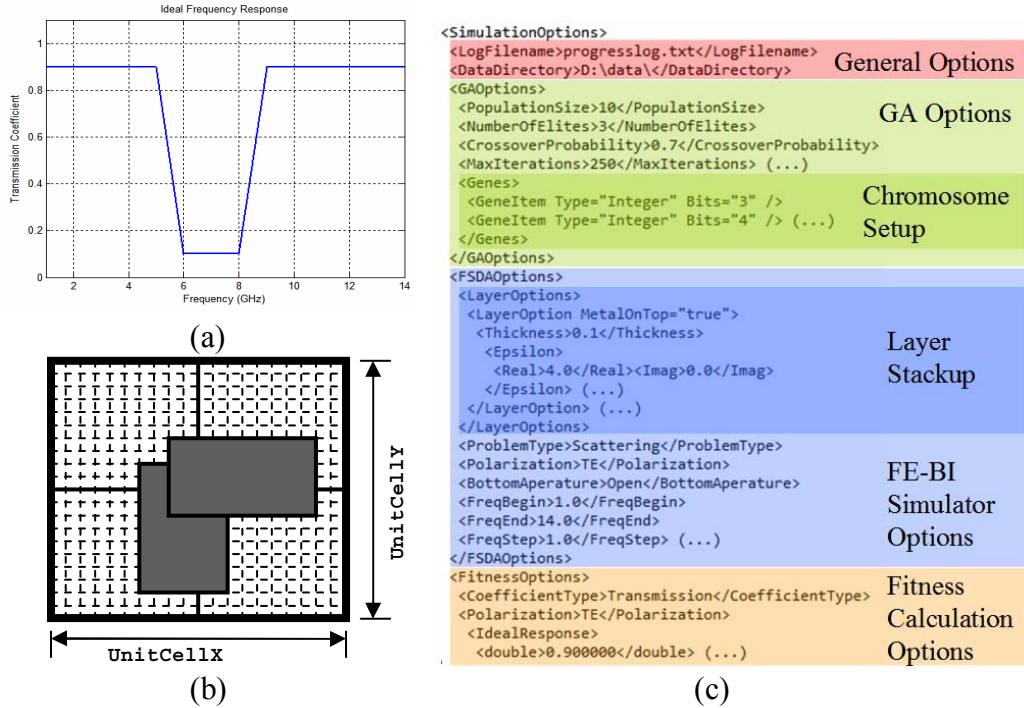 Ideal Frequency Response
Transmission Coefficient
1
0.8
0.6
0.4
0.2
0
2
4
6
8
10
12
14
Frequency (GHz)
(a)
UnitCellY
UnitCellX
(b)
<SimulationOptions>
<LogFilename>progresslog.txt</LogFilename>
<DataDirectory>D:\data\</DataDirectory>
General Options
<GAOptions>
<PopulationSize>10</PopulationSize>
<NumberOfElites>3</NumberOfElites>
<CrossoverProbability>0.7</CrossoverProbability>
<MaxIterations>250</MaxIterations> (...)
GA Options
<Genes>
<GeneItem Type="Integer" Bits="3" />
<GeneItem Type="Integer" Bits="4" /> (...)
</Genes>
Chromosome
Setup
</GAOptions>
<FSDAOptions>
<LayerOptions>
<LayerOption MetalOnTop="true">
<Thickness>0.1</Thickness>
<Epsilon>
<Real>4.0</Real><Imag>0.0</Imag>
</Epsilon> (...)
</LayerOption> (...)
</LayerOptions>
Layer
Stackup
<ProblemType>Scattering</ProblemType>
<Polarization>TE</Polarization>
<BottomAperature>Open</BottomAperature>
<FreqBegin>1.0</FreqBegin>
<FreqEnd>14.0</FreqEnd>
<FreqStep>1.0</FreqStep> (...)
</FSDAOptions>
FE-BI
Simulator
Options
<FitnessOptions>
<CoefficientType>Transmission</CoefficientType>
<Polarization>TE</Polarization>
<IdealResponse>
<double>0.900000</double> (...)
Fitness
Calculation
Options
(c)